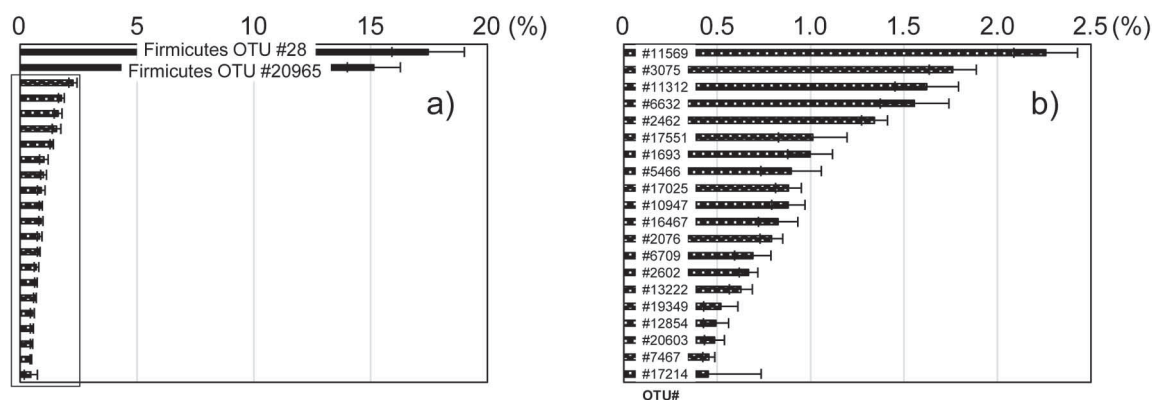 0 5 10 15 20 (%)
Firmicutes OTU #28
Firmicutes OTU #20965
a)
0 0.5 1.0 1.5 2.0 2.5 (%)
#11569
#3075
#11312
b)
#6632
#2462
#17551
#1693
#5466
#17025
#10947
#16467
#2076
#6709
#2602
#13222
#19349
#12854
#20603
#7467
#17214
OTU#